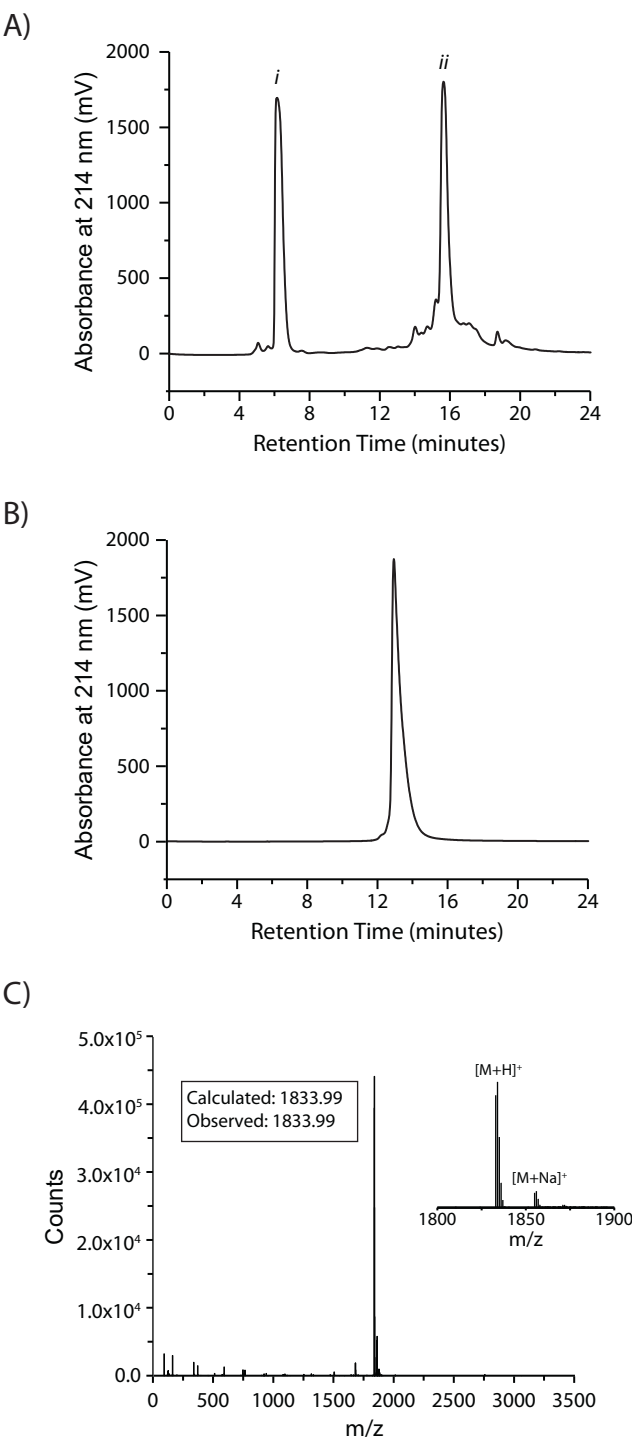 A)
Absorbance at 214 nm (mV)
2000
1500
1000
500
0
i
ii
0 4 8 12 16 20 24
Retention Time (minutes)
B)
Absorbance at 214 nm (mV)
2000
1500
1000
500
0
0 4 8 12 16 20 24
Retention Time (minutes)
C)
Counts
5.0x10⁵
4.0x10⁵
3.0x10⁴
2.0x10⁴
1.0x10⁴
0.0
Calculated: 1833.99
Observed: 1833.99
[M+H]⁺
[M+Na]⁺
1800 1850 1900
m/z
0 500 1000 1500 2000 2500 3000 3500
m/z